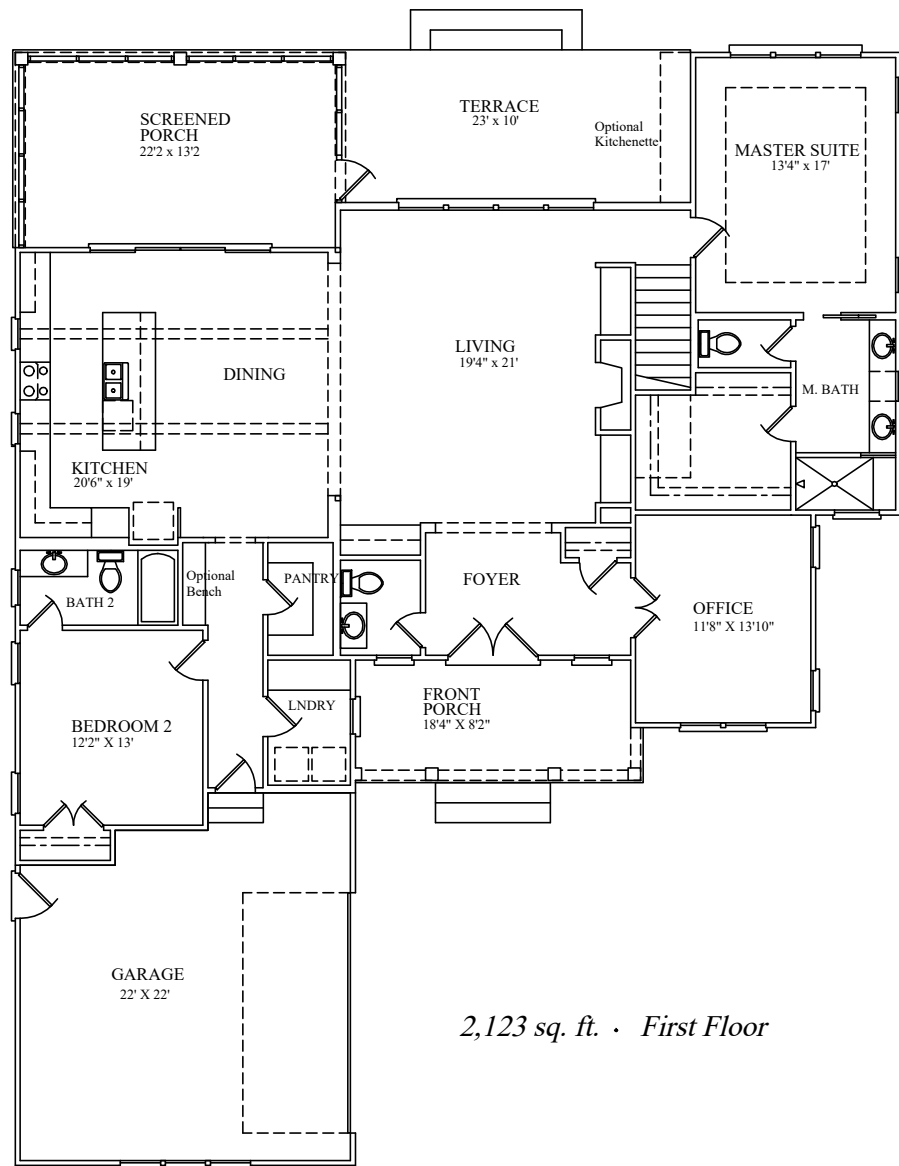 SCREENED
PORCH
22'2 x 13'2
TERRACE
23' x 10'
Optional
Kitchenette
MASTER SUITE
13'4" x 17'
LIVING
19'4" x 21'
DINING
M. BATH
KITCHEN
20'6" x 19'
Optional
Bench
PANTRY
FOYER
BATH 2
OFFICE
11'8" X 13'10"
BEDROOM 2
12'2" X 13'
LNDRY
FRONT
PORCH
18'4" X 8'2"
GARAGE
22' X 22'
2,123 sq. ft. · First Floor